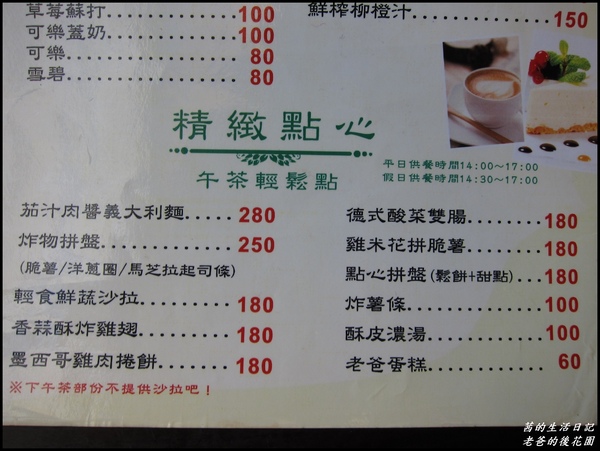 草莓蘇打............100
可樂蓋奶............100
可樂............80
雪碧............80
鮮榨柳橙汁............150
精緻點心
午茶輕鬆點
平日供餐時間14:00~17:00
假日供餐時間14:30~17:00
茄汁肉醬義大利麵.....280
炸物拼盤............250
(脆薯/洋蔥圈/馬芝拉起司條)
輕食鮮蔬沙拉.........180
香蒜酥炸雞翅.........180
墨西哥雞肉捲餅.......180
※下午茶部份不提供沙拉吧！
德式酸菜雙腸.......180
雞米花拼脆薯.......180
點心拼盤(鬆餅+甜點)...180
炸薯條............100
酥皮濃湯............100
老爸蛋糕............60
茜的生活日記
老爸的後花園